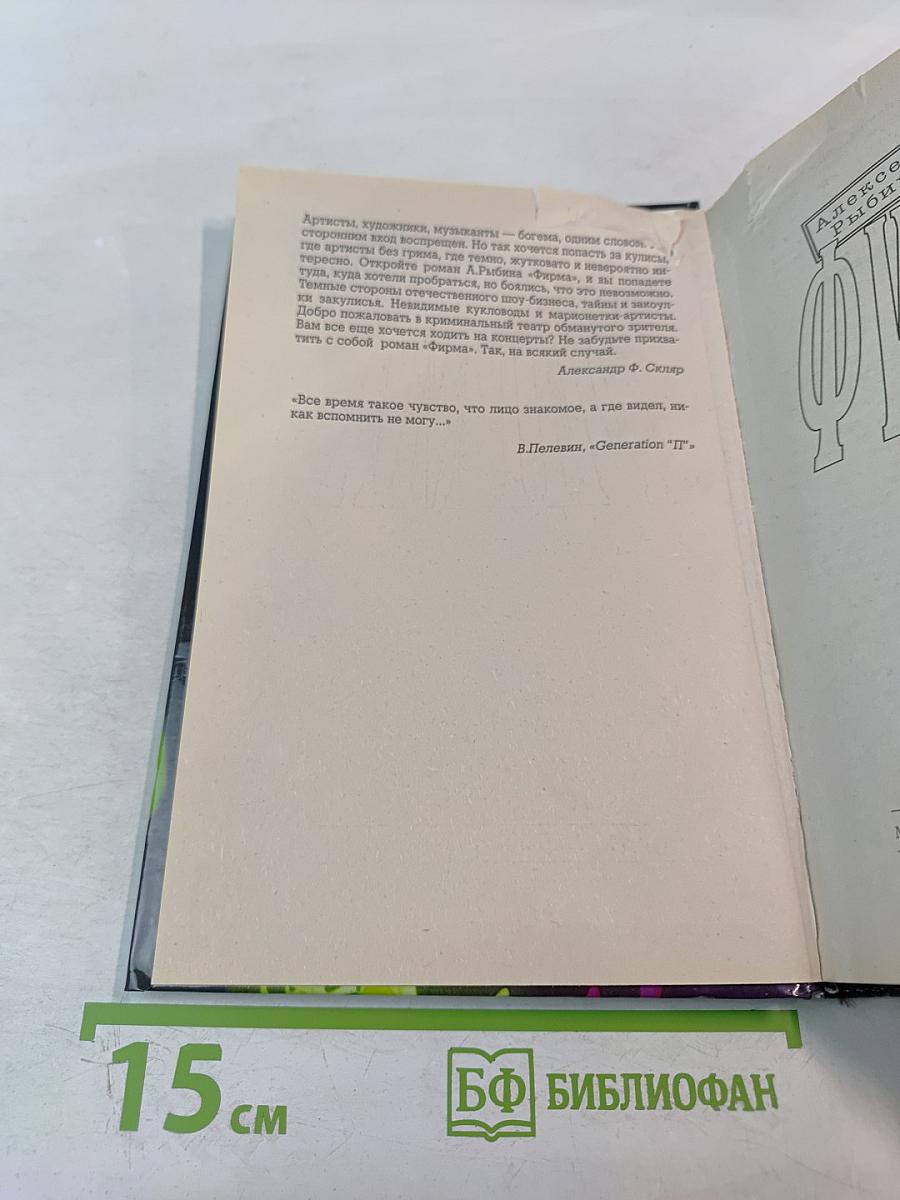 Артисты, художники, музыканты — богема, одним словом.
сторонним вход воспрещен. Но так хочется попасть за кулисы,
где артисты без грима, где темно, жутковато и невероятно ин-
тересно. Откройте роман А.Рыбина «Фирма», и вы попадете
туда, куда хотели пробраться, но боялись, что это невозможно.
Темные стороны отечественного шоу-бизнеса, тайны и закоул-
ки закулисья. Невидимые кукловоды и марионетки-артисты.
Добро пожаловать в криминальный театр обманутого зрителя.
Вам все еще хочется ходить на концерты? Не забудьте прихва-
тить с собой роман «Фирма». Так, на всякий случай.
Александр Ф. Скляр
«Все время такое чувство, что лицо знакомое, а где видел, ни-
как вспомнить не могу...»
В.Пелевин, «Generation "П"»
Алексе
Рыби
Ф
15 см
БФ БИБЛИОФАН